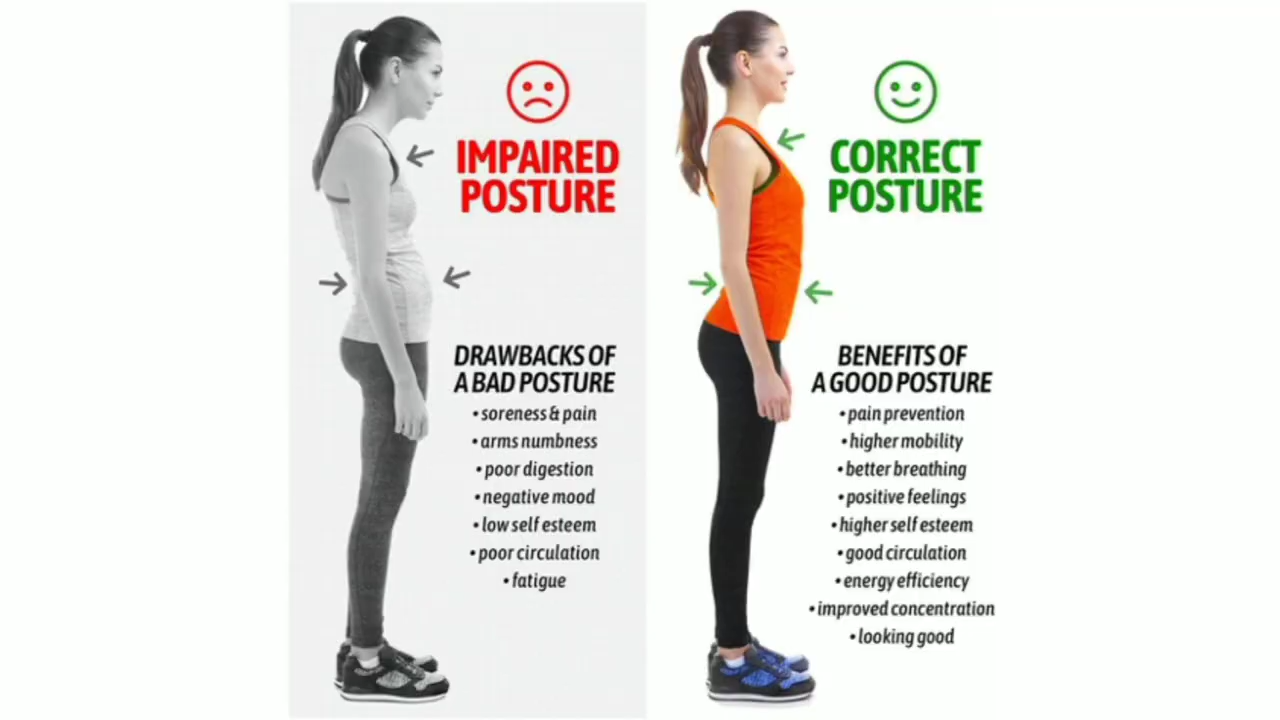 IMPAIRED
POSTURE
DRAWBACKS OF
A BAD POSTURE
• soreness & pain
• arms numbness
• poor digestion
• negative mood
• low self esteem
• poor circulation
• fatigue
CORRECT
POSTURE
BENEFITS OF
A GOOD POSTURE
• pain prevention
• higher mobility
• better breathing
• positive feelings
• higher self esteem
• good circulation
• energy efficiency
• improved concentration
• looking good